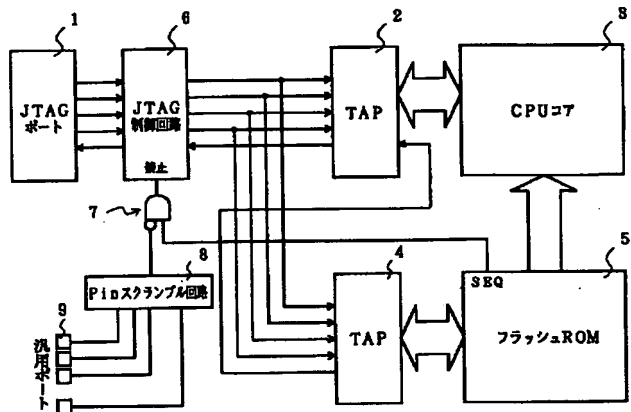 1
6
2
3
JTAG
ポート
JTAG
制御回路
禁止
TAP
CPUコア
7
8
Pinスクランブル回路
9
汎用ポート
4
TAP
5
SEQ
フラッシュROM